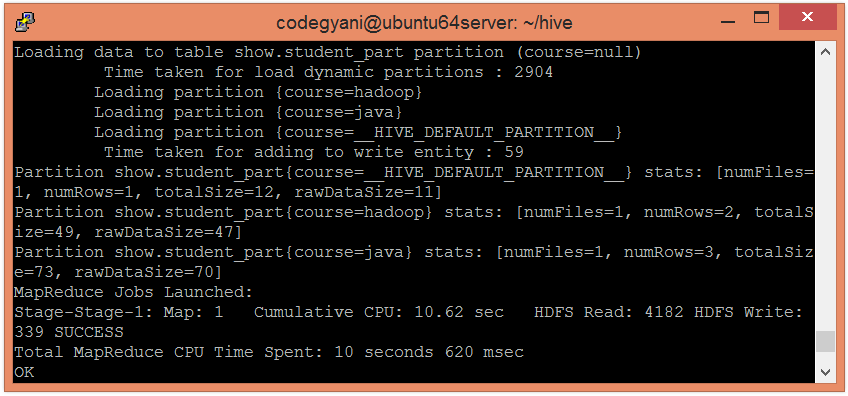 codegyani@ubuntu64server: ~/hive
Loading data to table show.student_part partition (course=null)
Time taken for load dynamic partitions : 2904
Loading partition {course=hadoop}
Loading partition {course=java}
Loading partition {course=__HIVE_DEFAULT_PARTITION__}
Time taken for adding to write entity : 59
Partition show.student_part{course=__HIVE_DEFAULT_PARTITION__} stats: [numFiles=
1, numRows=1, totalSize=12, rawDataSize=11]
Partition show.student_part{course=hadoop} stats: [numFiles=1, numRows=2, totalS
ize=49, rawDataSize=47]
Partition show.student_part{course=java} stats: [numFiles=1, numRows=3, totalSiz
e=73, rawDataSize=70]
MapReduce Jobs Launched:
Stage-Stage-1: Map: 1   Cumulative CPU: 10.62 sec   HDFS Read: 4182 HDFS Write:
339 SUCCESS
Total MapReduce CPU Time Spent: 10 seconds 620 msec
OK